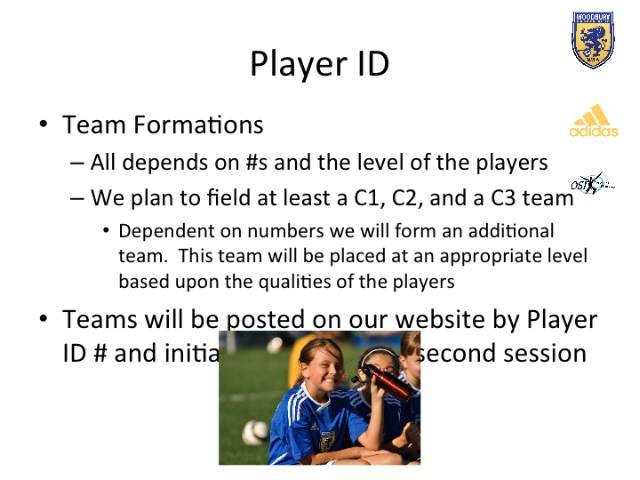 WOODBURY
Player ID
adidas
• Team Formations
– All depends on #s and the level of the players
– We plan to field at least a C1, C2, and a C3 team
• Dependent on numbers we will form an additional
team. This team will be placed at an appropriate level
based upon the qualities of the players
• Teams will be posted on our website by Player
ID # and second session